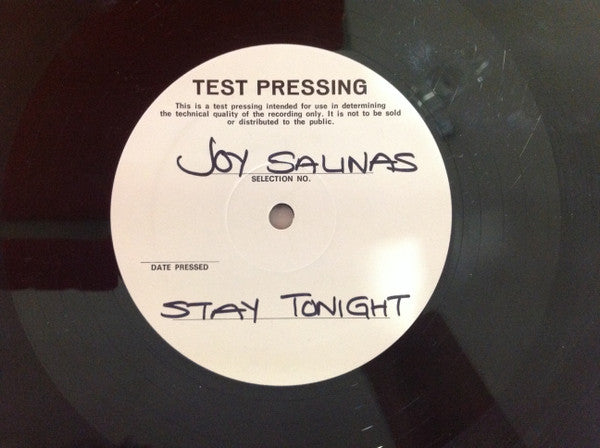 TEST PRESSING
This is a test pressing intended for use in determining
the technical quality of the recording only. It is not to be sold
or distributed to the public.
JOY SALINAS
SELECTION NO.
DATE PRESSED
STAY TONIGHT